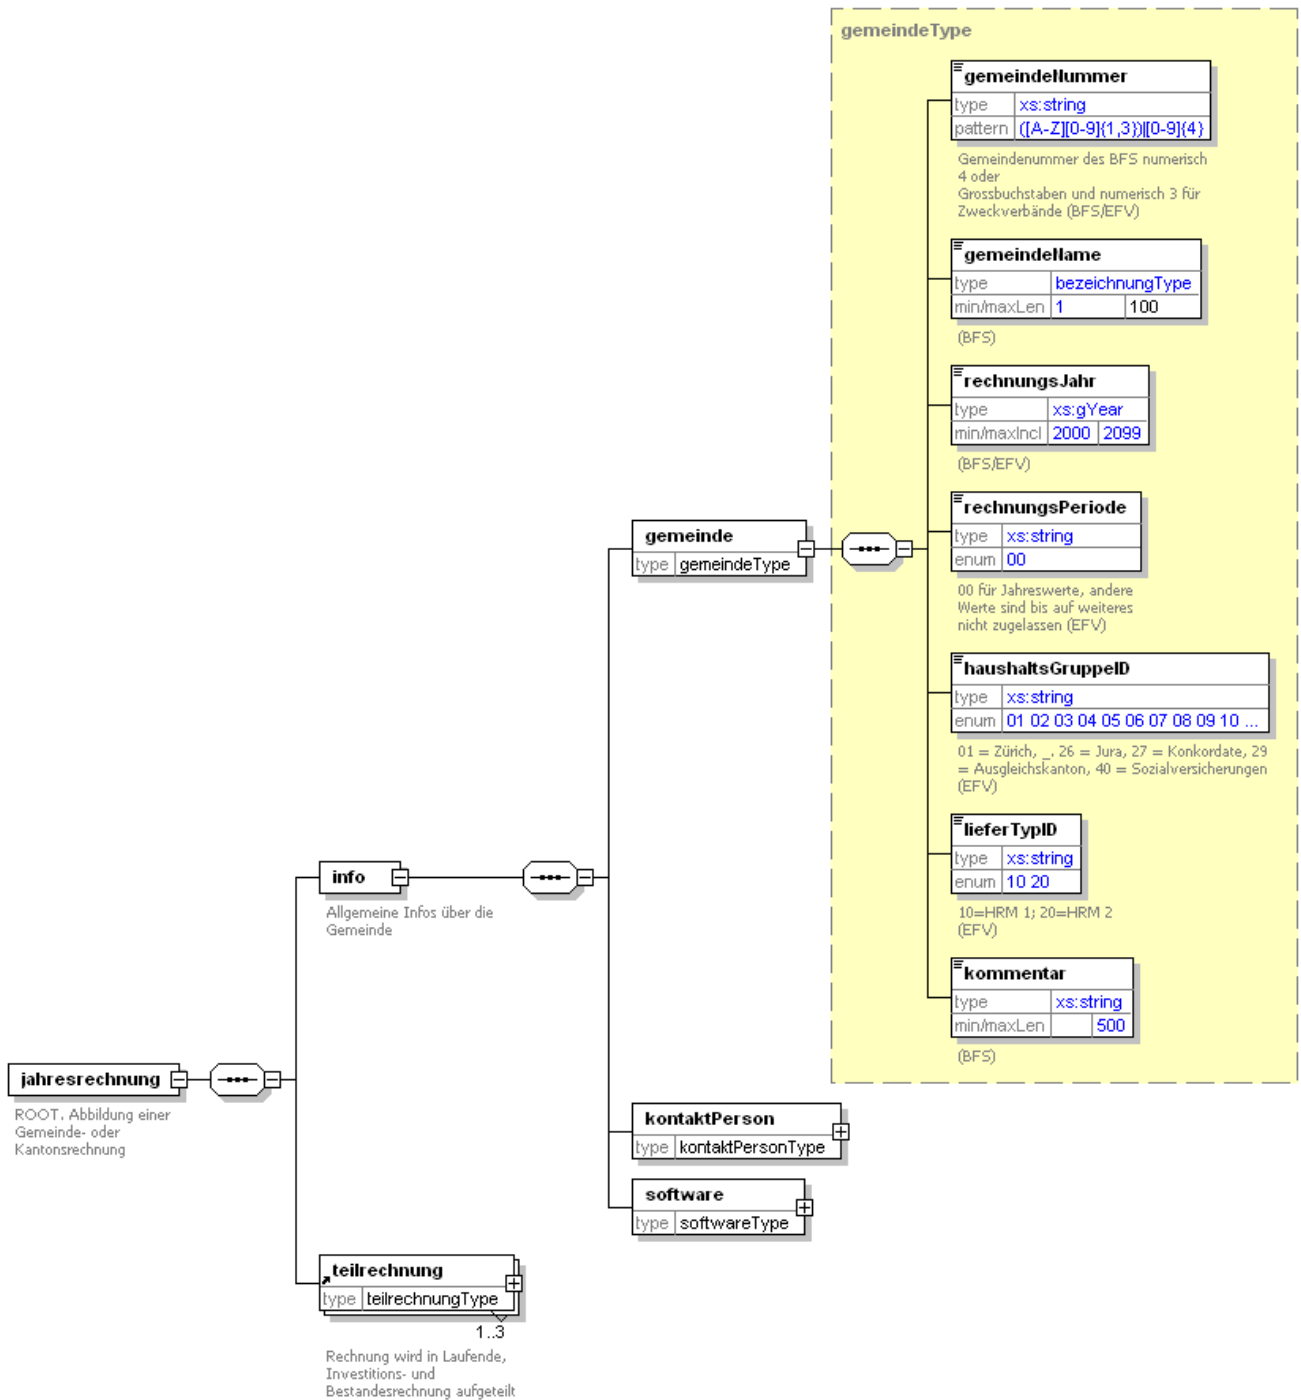 gemeindeType
gemeindeNummer
type xs:string
pattern ([A-Z][0-9]{1,3})|[0-9]{4}
Gemeindenummer des BFS numerisch
4 oder
Grossbuchstaben und numerisch 3 für
Zweckverbände (BFS/EFV)
gemeindeName
type bezeichnungType
min/maxLen 1 100
(BFS)
rechnungsJahr
type xs:gYear
min/maxIncl 2000 2099
(BFS/EFV)
rechnungsPeriode
type xs:string
enum 00
00 für Jahreswerte, andere
Werte sind bis auf weiteres
nicht zugelassen (EFV)
haushaltsGruppeID
type xs:string
enum 01 02 03 04 05 06 07 08 09 10 ...
01 = Zürich, _. 26 = Jura, 27 = Konkordate, 29
= Ausgleichskanton, 40 = Sozialversicherungen
(EFV)
lieferTypID
type xs:string
enum 10 20
10=HRM 1; 20=HRM 2
(EFV)
kommentar
type xs:string
min/maxLen 500
(BFS)
gemeinde
type gemeindeType
info
Allgemeine Infos über die
Gemeinde
jahresrechnung
ROOT. Abbildung einer
Gemeinde- oder
Kantonsrechnung
kontaktPerson
type kontaktPersonType
software
type softwareType
teilrechnung
type teilrechnungType
1..3
Rechnung wird in Laufende,
Investitions- und
Bestandesrechnung aufgeteilt